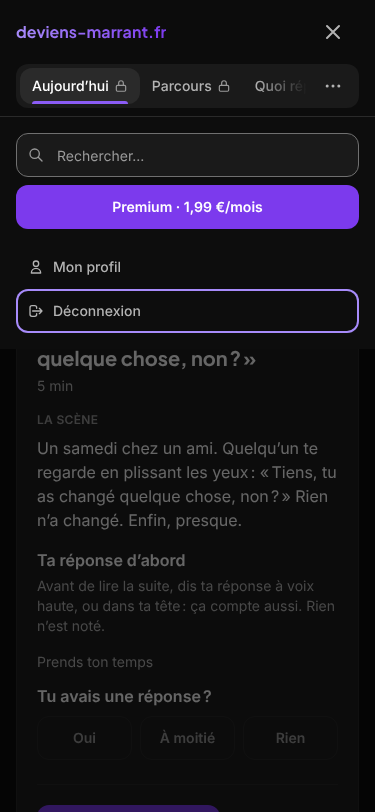 deviens-marrant.fr
Aujourd’hui Parcours Quoi
Rechercher…
Premium · 1,99 €/mois
Mon profil
Déconnexion
quelque chose, non ? »
5 min
LA SCÈNE
Un samedi chez un ami. Quelqu’un te
regarde en plissant les yeux : « Tiens, tu
as changé quelque chose, non ? » Rien
n’a changé. Enfin, presque.
Ta réponse d’abord
Avant de lire la suite, dis ta réponse à voix
haute, ou dans ta tête : ça compte aussi. Rien
n’est noté.
Prends ton temps
Tu avais une réponse ?
Oui À moitié Rien